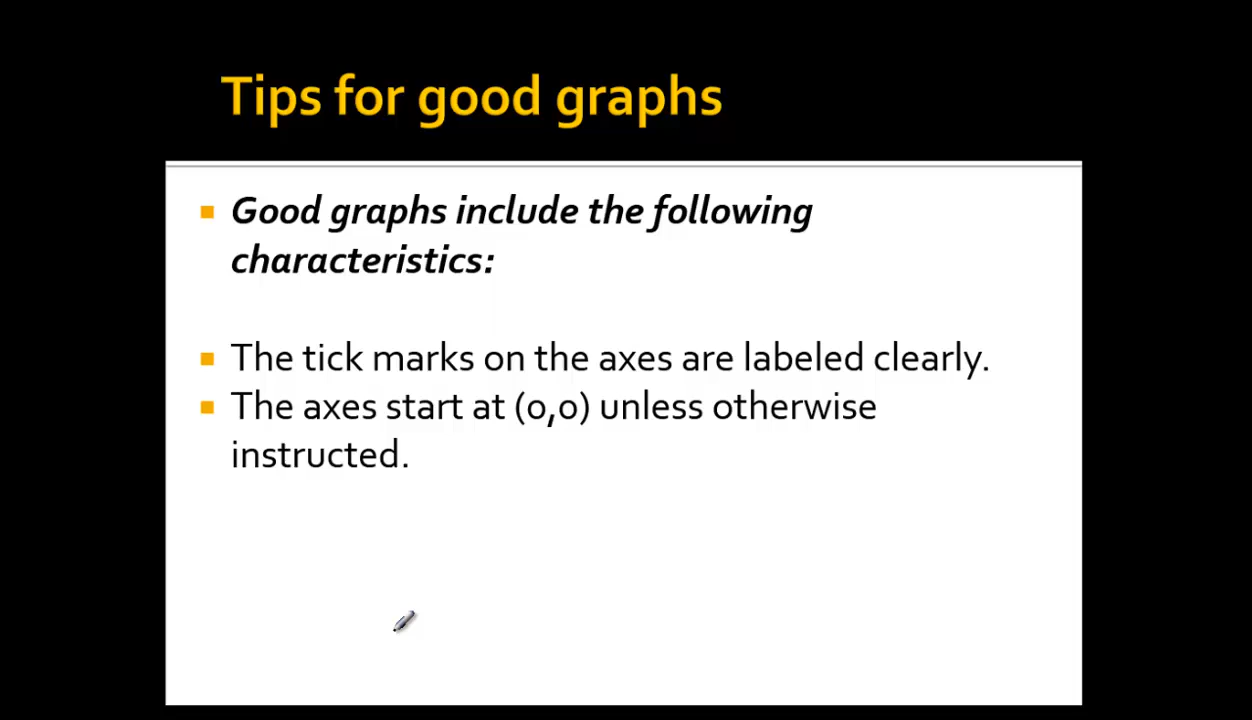 Tips for good graphs
Good graphs include the following
characteristics:
The tick marks on the axes are labeled clearly.
The axes start at (0,0) unless otherwise
instructed.